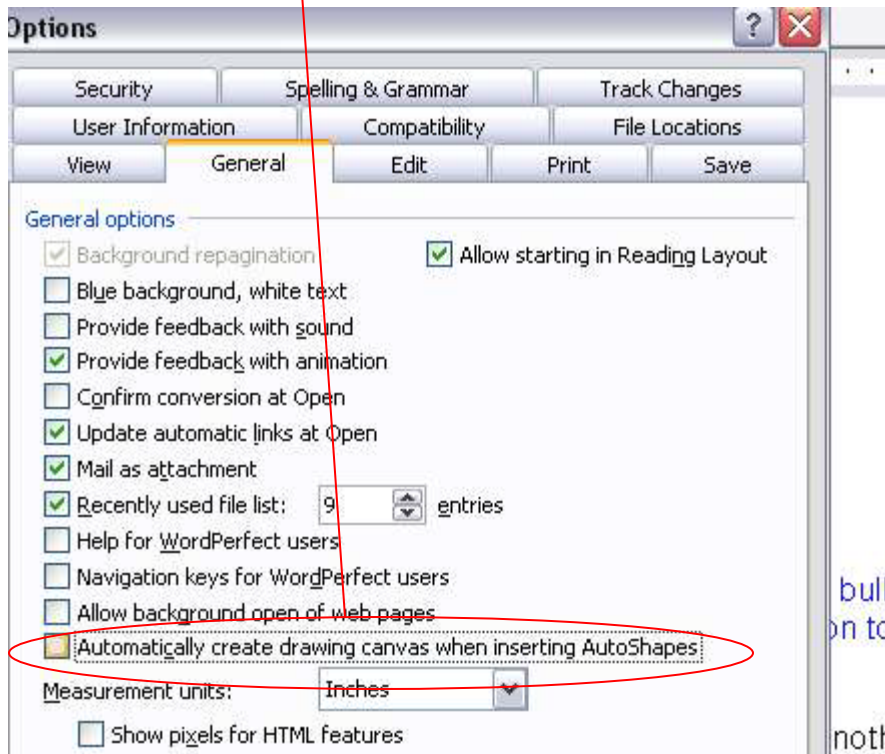 Options
Security Spelling & Grammar Track Changes
User Information Compatibility File Locations
View General Edit Print Save
General options
Background repagination Allow starting in Reading Layout
Blue background, white text
Provide feedback with sound
Provide feedback with animation
Confirm conversion at Open
Update automatic links at Open
Mail as attachment
Recently used file list: 9 entries
Help for WordPerfect users
Navigation keys for WordPerfect users
Allow background open of web pages
Automatically create drawing canvas when inserting AutoShapes
Measurement units: Inches
Show pixels for HTML features